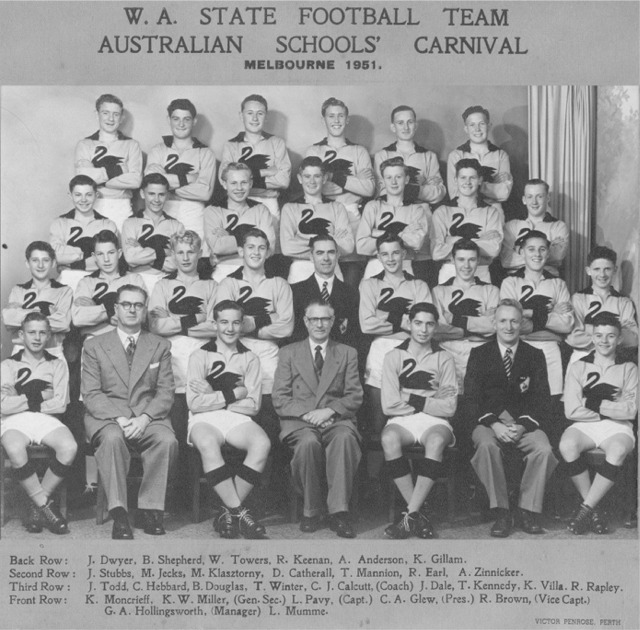 W. A. STATE FOOTBALL TEAM
AUSTRALIAN SCHOOLS' CARNIVAL
MELBOURNE 1951.
Back Row: J. Dwyer, B. Shepherd, W. Towers, R. Keenan, A. Anderson, K. Gillam.
Second Row: J. Stubbs, M. Jecks, M. Klasztorny, D. Catherall, T. Mannion, R. Earl, A. Zinnicker.
Third Row: J. Todd, C. Hebbard, B. Douglas, T. Winter, C. J. Calcutt, (Coach) J. Dale, T. Kennedy, K. Villa. R. Rapley.
Front Row: K. Moncrieff. K. W. Miller, (Gen. Sec.) L. Pavy, (Capt.) C. A. Glew, (Pres.) R. Brown, (Vice Capt.)
G. A. Hollingsworth, (Manager) L. Mumme.
VICTOR PENROSE, PERTH